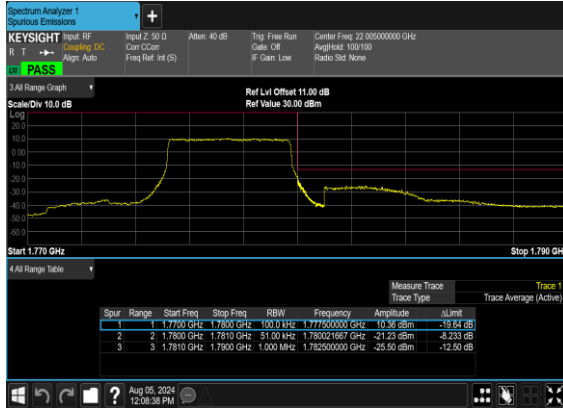 Spectrum Analyzer 1
Spurious Emissions
KEYSIGHT Input: RF Input Z: 50 Ω Atten: 40 dB Trig: Free Run Center Freq: 22.005000000 GHz
R T Coupling: DC Corr CCorr Gate: Off Avg|Hold: 100/100
Align: Auto Freq Ref: Int (S) IF Gain: Low Radio Std: None
PASS
3 All Range Graph
Ref Lvl Offset 11.00 dB
Scale/Div 10.0 dB Ref Value 30.00 dBm
Log
20.0
10.0
0.00
-10.0
-20.0
-30.0
-40.0
-50.0
-60.0
Start 1.770 GHz Stop 1.790 GH
4 All Range Table
Measure Trace Trace 1
Trace Type Trace Average (Active)
Spur Range Start Freq Stop Freq RBW Frequency Amplitude ΔLimit
1 1 1.7700 GHz 1.7800 GHz 100.0 kHz 1.777500000 GHz 10.36 dBm -19.64 dB
2 2 1.7800 GHz 1.7810 GHz 51.00 kHz 1.780021667 GHz -21.23 dBm -8.233 dB
3 3 1.7810 GHz 1.7900 GHz 1.000 MHz 1.782500000 GHz -25.50 dBm -12.50 dB
? Aug 05, 2024
12:08:38 PM